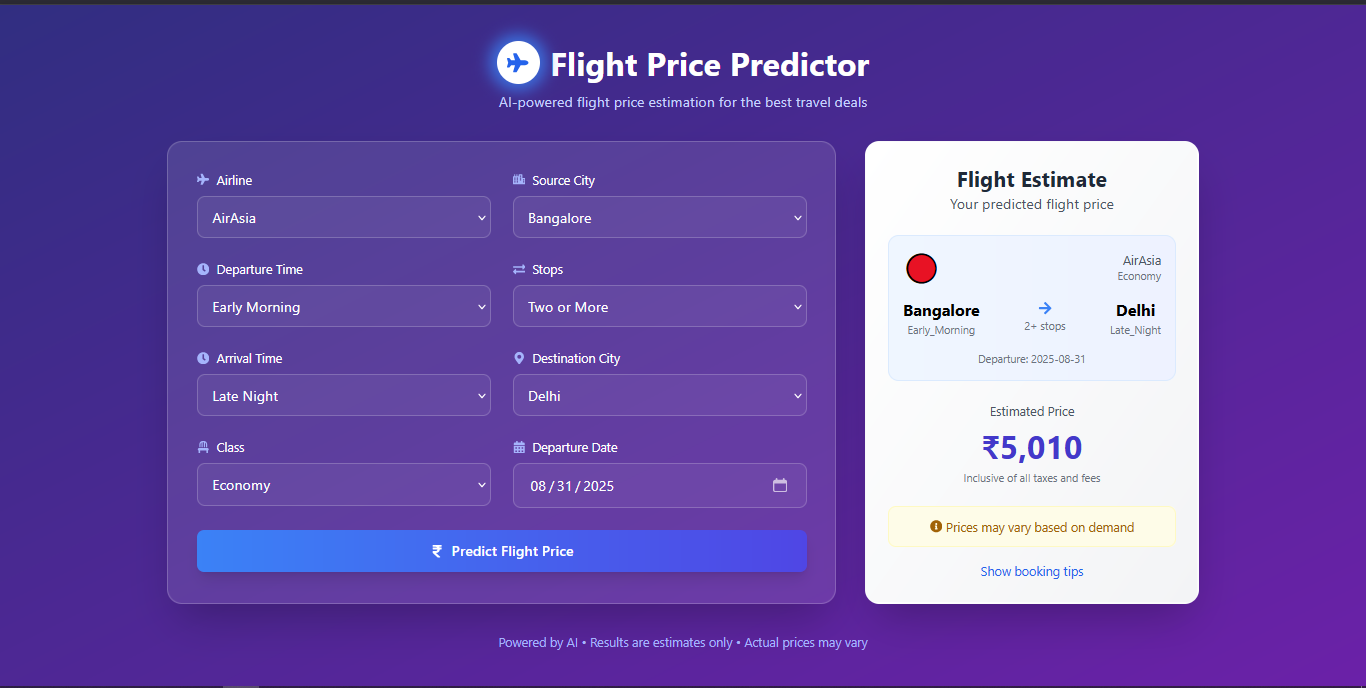 Flight Price Predictor
AI-powered flight price estimation for the best travel deals
Airline
AirAsia
Source City
Bangalore
Departure Time
Early Morning
Stops
Two or More
Arrival Time
Late Night
Destination City
Delhi
Class
Economy
Departure Date
08/31/2025
₹ Predict Flight Price
Flight Estimate
Your predicted flight price
AirAsia
Economy
Bangalore
Early_Morning
2+ stops
Delhi
Late_Night
Departure: 2025-08-31
Estimated Price
₹5,010
Inclusive of all taxes and fees
Prices may vary based on demand
Show booking tips
Powered by AI • Results are estimates only • Actual prices may vary